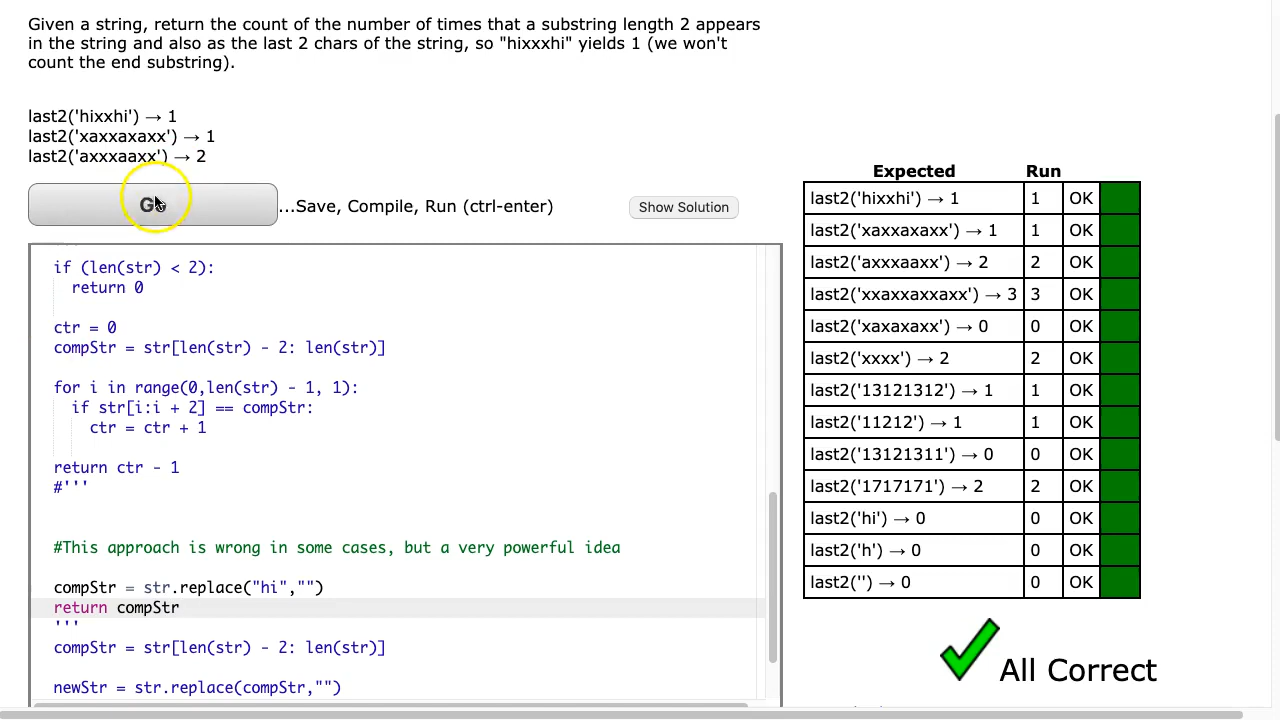 Given a string, return the count of the number of times that a substring length 2 appears
in the string and also as the last 2 chars of the string, so "hixxxhi" yields 1 (we won't
count the end substring).
last2('hixxhi') → 1
last2('xaxxaxaxx') → 1
last2('axxxaaxx') → 2
Go
...Save, Compile, Run (ctrl-enter)
Show Solution
if (len(str) < 2):
return 0
ctr = 0
compStr = str[len(str) - 2: len(str)]
for i in range(0,len(str) - 1, 1):
if str[i:i + 2] == compStr:
ctr = ctr + 1
return ctr - 1
#'''
#This approach is wrong in some cases, but a very powerful idea
compStr = str.replace("hi","")
return compStr
'''
compStr = str[len(str) - 2: len(str)]
newStr = str.replace(compStr,"")
Expected Run
last2('hixxhi') → 1 1 OK
last2('xaxxaxaxx') → 1 1 OK
last2('axxxaaxx') → 2 2 OK
last2('xxaxxaxxaxx') → 3 3 OK
last2('xaxaxaxx') → 0 0 OK
last2('xxxx') → 2 2 OK
last2('13121312') → 1 1 OK
last2('11212') → 1 1 OK
last2('13121311') → 0 0 OK
last2('1717171') → 2 2 OK
last2('hi') → 0 0 OK
last2('h') → 0 0 OK
last2('') → 0 0 OK
All Correct